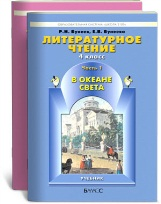 Р.Н. Бунеев, Е.В. Бунеева
ЛИТЕРАТУРНОЕ
ЧТЕНИЕ
4 класс
Часть 1
В ОКЕАНЕ
СВЕТА
УЧЕБНИК
БАЛАСС